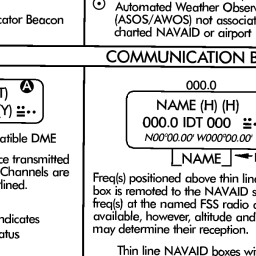 cator Beacon
Automated Weather Obser
(ASOS/AWOS) not associat
charted NAVAID or airport
COMMUNICATION B
T)
A
Y)
atible DME
ce transmitted
Channels are
lined.
ndicates
atus
000.0
NAME (H) (H)
000.0 IDT 000
N00°00.00' W000°00.00'
NAME
Freq(s) positioned above thin line
box is remoted to the NAVAID s
freq(s) at the named FSS radio
available, however, altitude and
may determine their reception.
Thin line NAVAID boxes wi